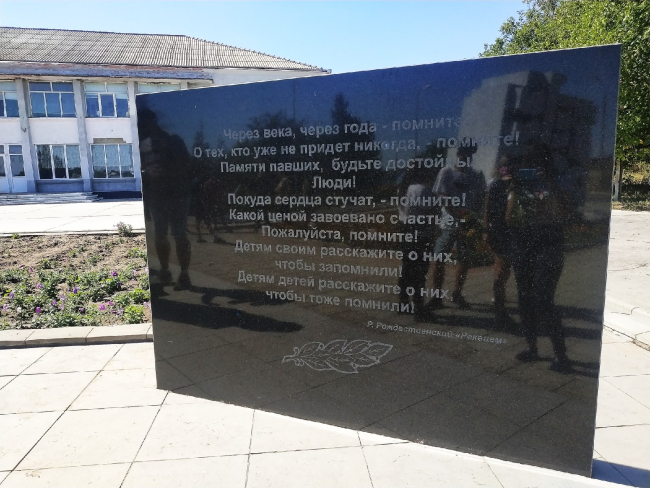 Через века, через года - помните
О тех, кто уже не придет никогда, - помните!
Памяти павших, будьте достойны
Люди!
Покуда сердца стучат, - помните!
Какой ценой завоевано счастье,-
Пожалуйста, помните!
Детям своим расскажите о них,
чтобы запомнили!
Детям детей расскажите о них,
чтобы тоже помнили!
Р. Рождественский «Реквием»